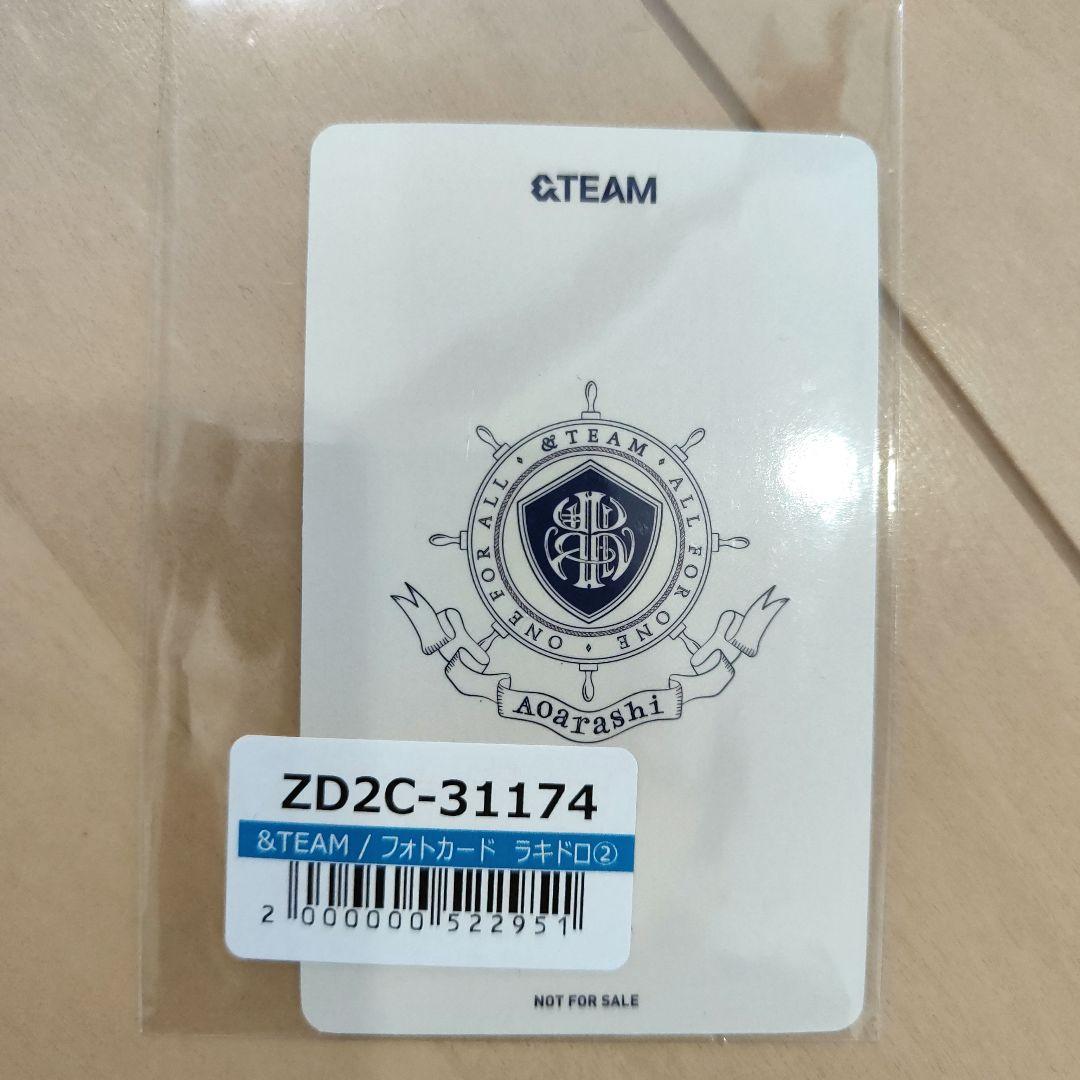 &TEAM
& TEAM · ALL FOR ONE · ONE FOR ALL ·
Aoarashi
ZD2C-31174
&TEAM / フォトカード ラキドロ②
2 000000 522951
NOT FOR SALE